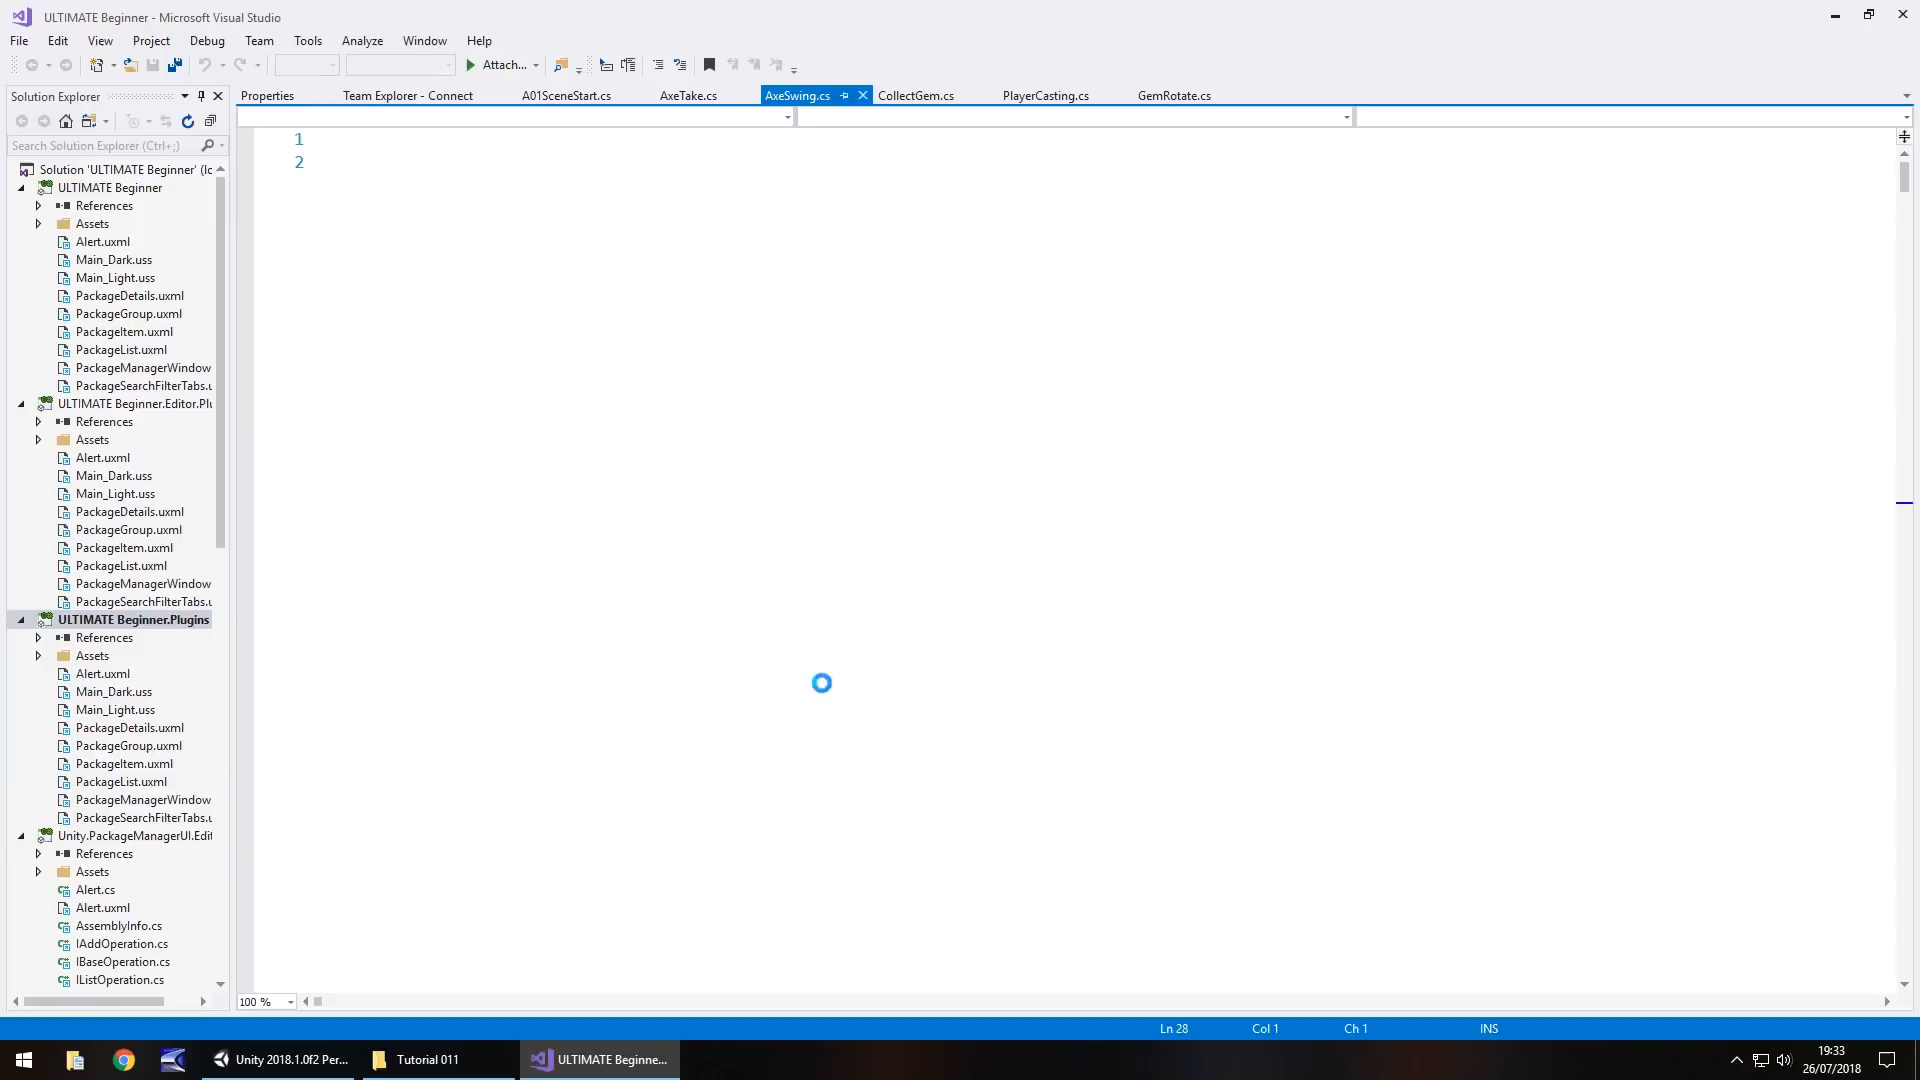 ULTIMATE Beginner - Microsoft Visual Studio
File Edit View Project Debug Team Tools Analyze Window Help
Attach...
Solution Explorer
Properties Team Explorer - Connect A01SceneStart.cs AxeTake.cs AxeSwing.cs CollectGem.cs PlayerCasting.cs GemRotate.cs
Search Solution Explorer (Ctrl+;)
1
2
Solution 'ULTIMATE Beginner' (lc
ULTIMATE Beginner
References
Assets
Alert.uxml
Main_Dark.uss
Main_Light.uss
PackageDetails.uxml
PackageGroup.uxml
PackageItem.uxml
PackageList.uxml
PackageManagerWindow
PackageSearchFilterTabs.u
ULTIMATE Beginner.Editor.Plu
References
Assets
Alert.uxml
Main_Dark.uss
Main_Light.uss
PackageDetails.uxml
PackageGroup.uxml
PackageItem.uxml
PackageList.uxml
PackageManagerWindow
PackageSearchFilterTabs.u
ULTIMATE Beginner.Plugins
References
Assets
Alert.uxml
Main_Dark.uss
Main_Light.uss
PackageDetails.uxml
PackageGroup.uxml
PackageItem.uxml
PackageList.uxml
PackageManagerWindow
PackageSearchFilterTabs.u
Unity.PackageManagerUI.Edit
References
Assets
Alert.cs
Alert.uxml
AssemblyInfo.cs
IAddOperation.cs
IBaseOperation.cs
IListOperation.cs
100 %
Ln 28 Col 1 Ch 1 INS
Unity 2018.1.0f2 Per... Tutorial 011 ULTIMATE Beginne...
19:33
26/07/2018